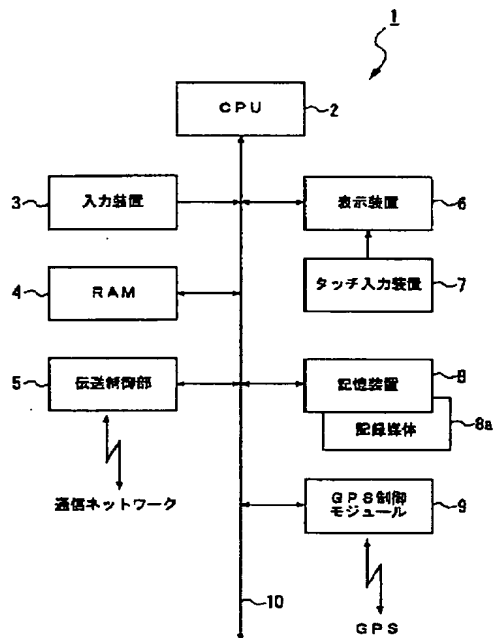 1
CPU
2
3
入力装置
表示装置
6
4
RAM
タッチ入力装置
7
5
伝送制御部
記憶装置
8
記録媒体
8a
通信ネットワーク
GPS制御
モジュール
9
10
GPS